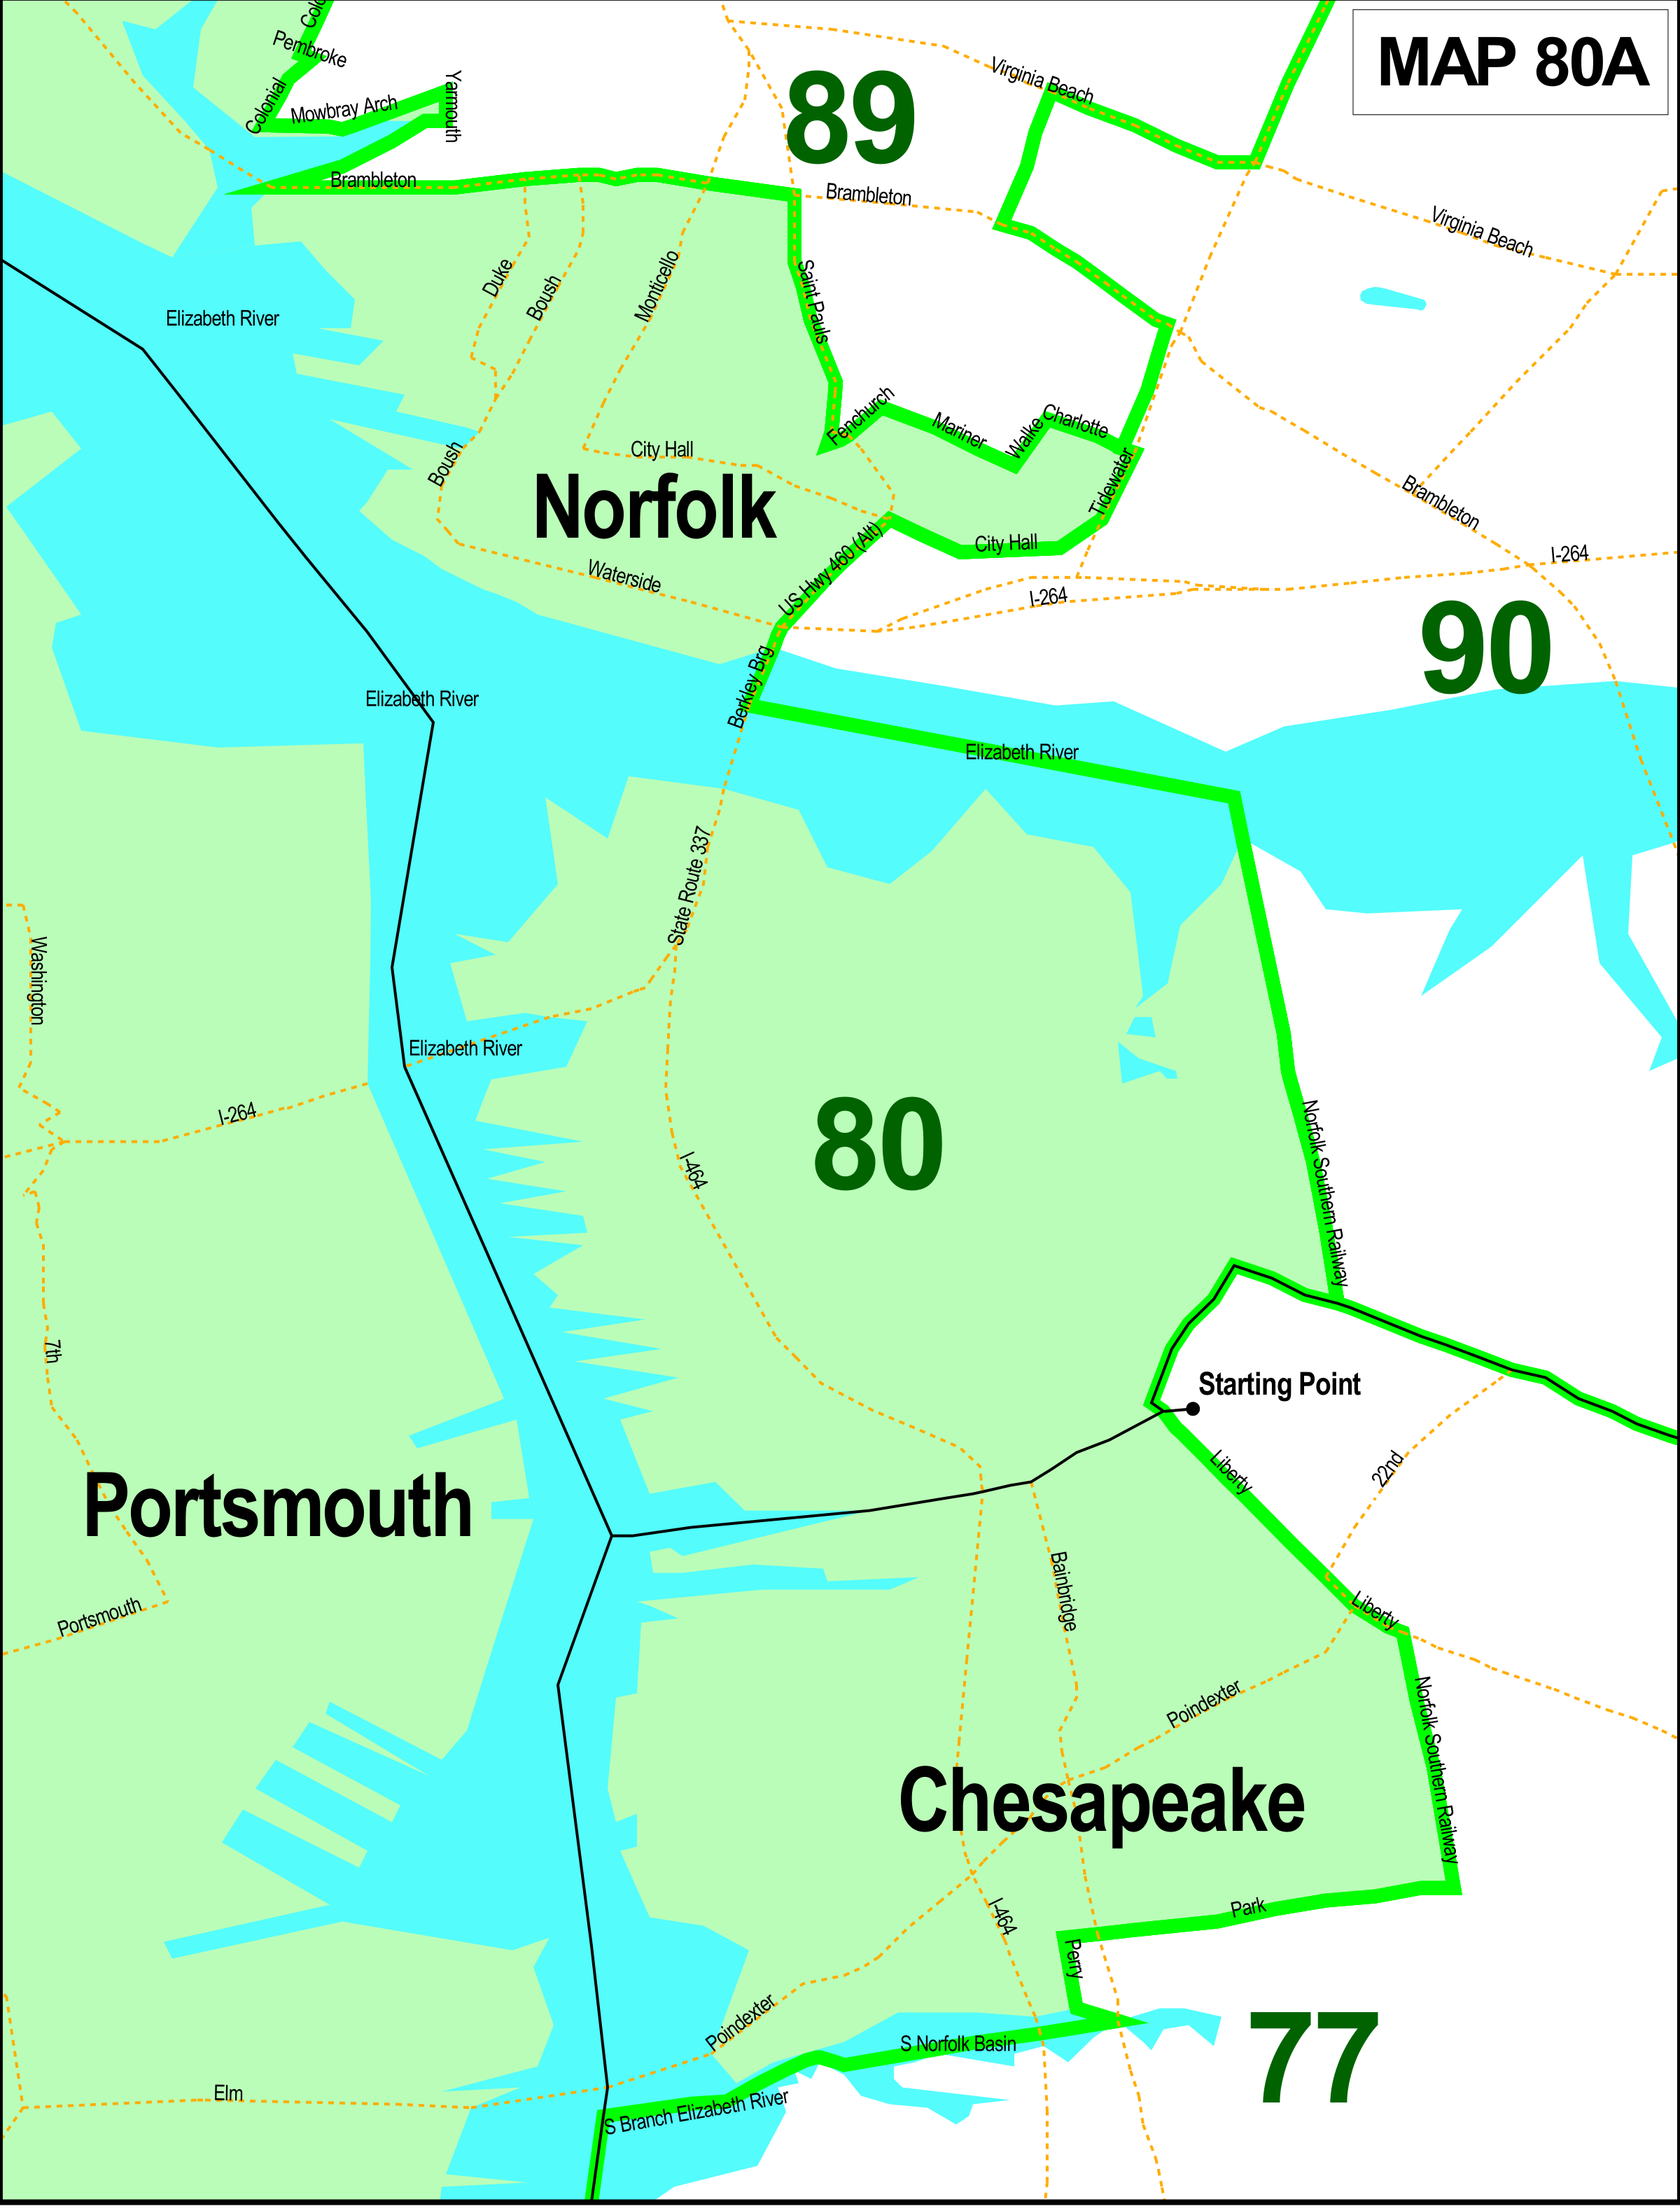 MAP 80A
Colo
Pembroke
Colonial
Mowbray Arch
Yarmouth
89
Virginia Beach
Brambleton
Brambleton
Virginia Beach
Duke
Boush
Monticello
Saint Pauls
Elizabeth River
Fenchurch
Mariner
Walke
Charlotte
City Hall
Boush
Tidewater
Brambleton
Norfolk
City Hall
US Hwy 460 (Alt)
Waterside
I-264
I-264
90
Berkley Brg
Elizabeth River
Elizabeth River
State Route 337
Washington
Elizabeth River
I-264
80
I-464
Norfolk Southern Railway
7th
Starting Point
Liberty
22nd
Portsmouth
Bainbridge
Liberty
Portsmouth
Poindexter
Norfolk Southern Railway
Chesapeake
I-464
Park
Perry
Poindexter
S Norfolk Basin
77
Elm
S Branch Elizabeth River